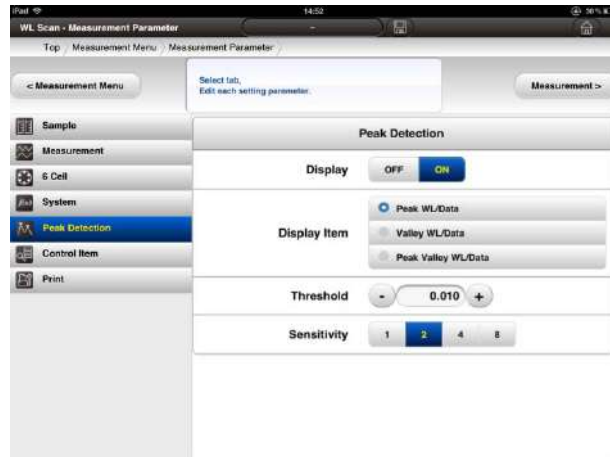 iPad
14:52
WL Scan - Measurement Parameter
-
Top / Measurement Menu / Measurement Parameter /
< Measurement Menu
Select tab,
Edit each setting parameter.
Measurement >
Sample
Measurement
6 Cell
System
Peak Detection
Control Item
Print
Peak Detection
Display OFF ON
Display Item
Peak WL/Data
Valley WL/Data
Peak Valley WL/Data
Threshold - 0.010 +
Sensitivity 1 2 4 8